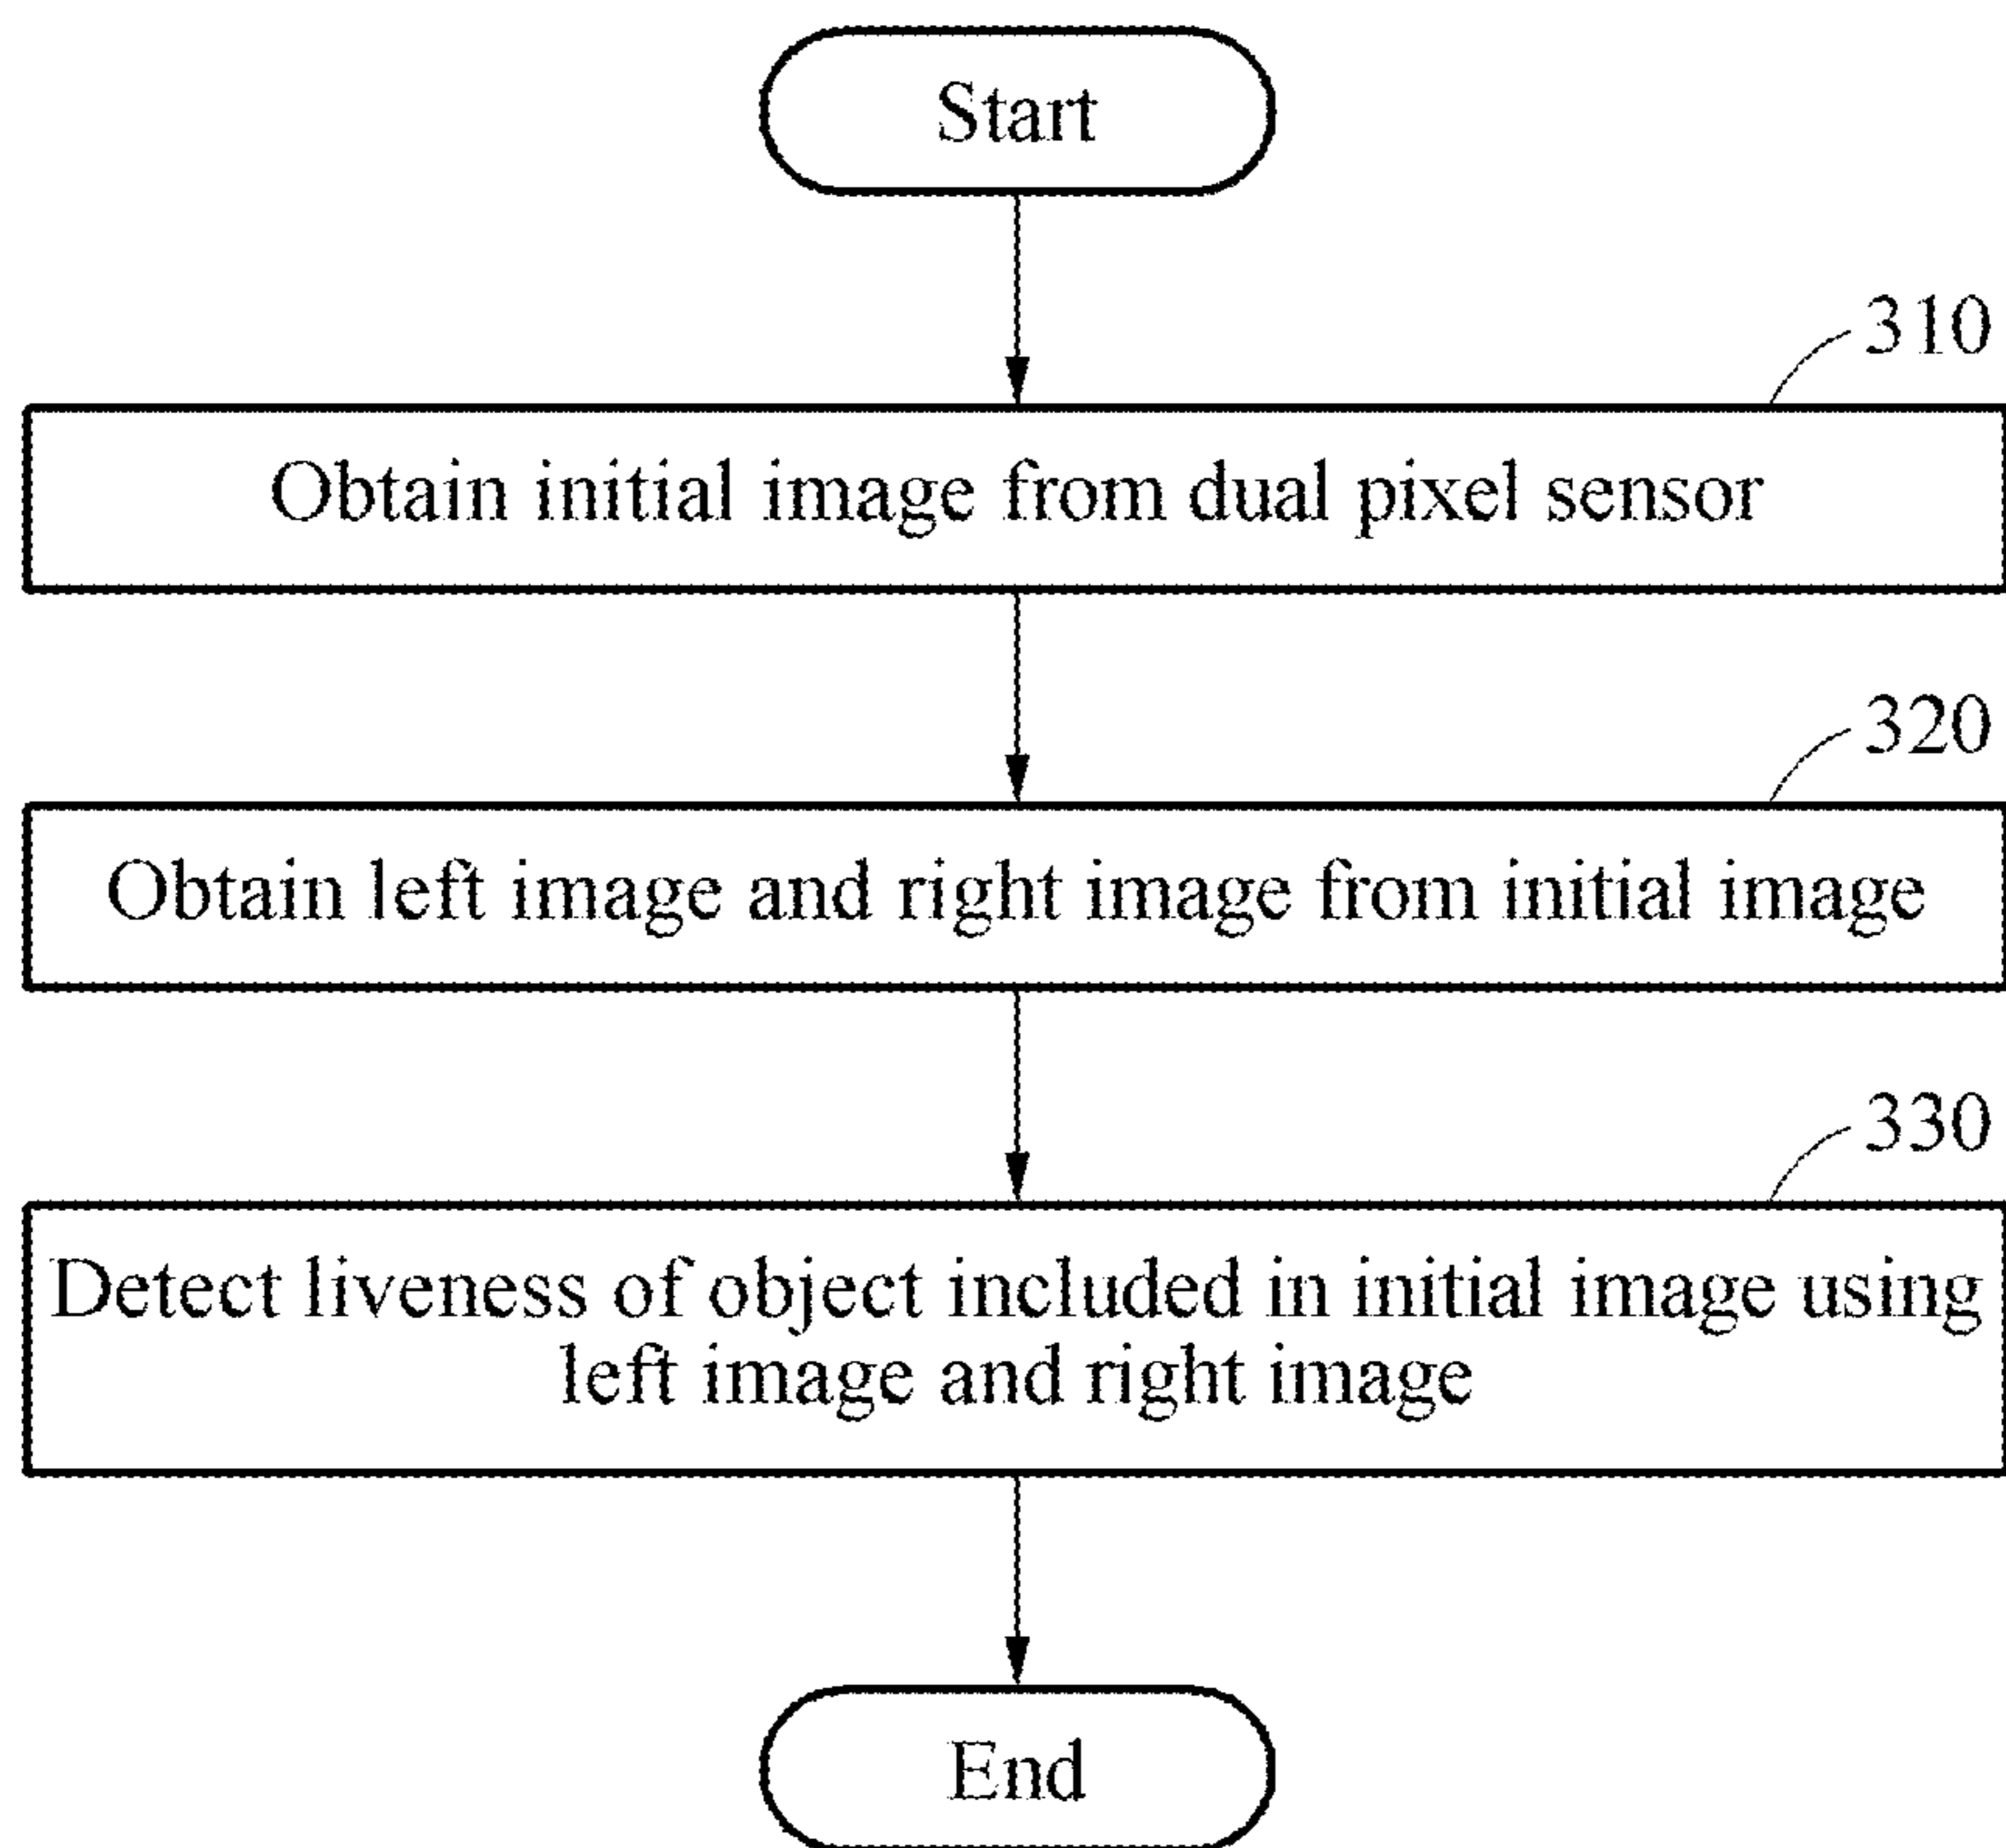 Start
310
Obtain initial image from dual pixel sensor
320
Obtain left image and right image from initial image
330
Detect liveness of object included in initial image using
left image and right image
End